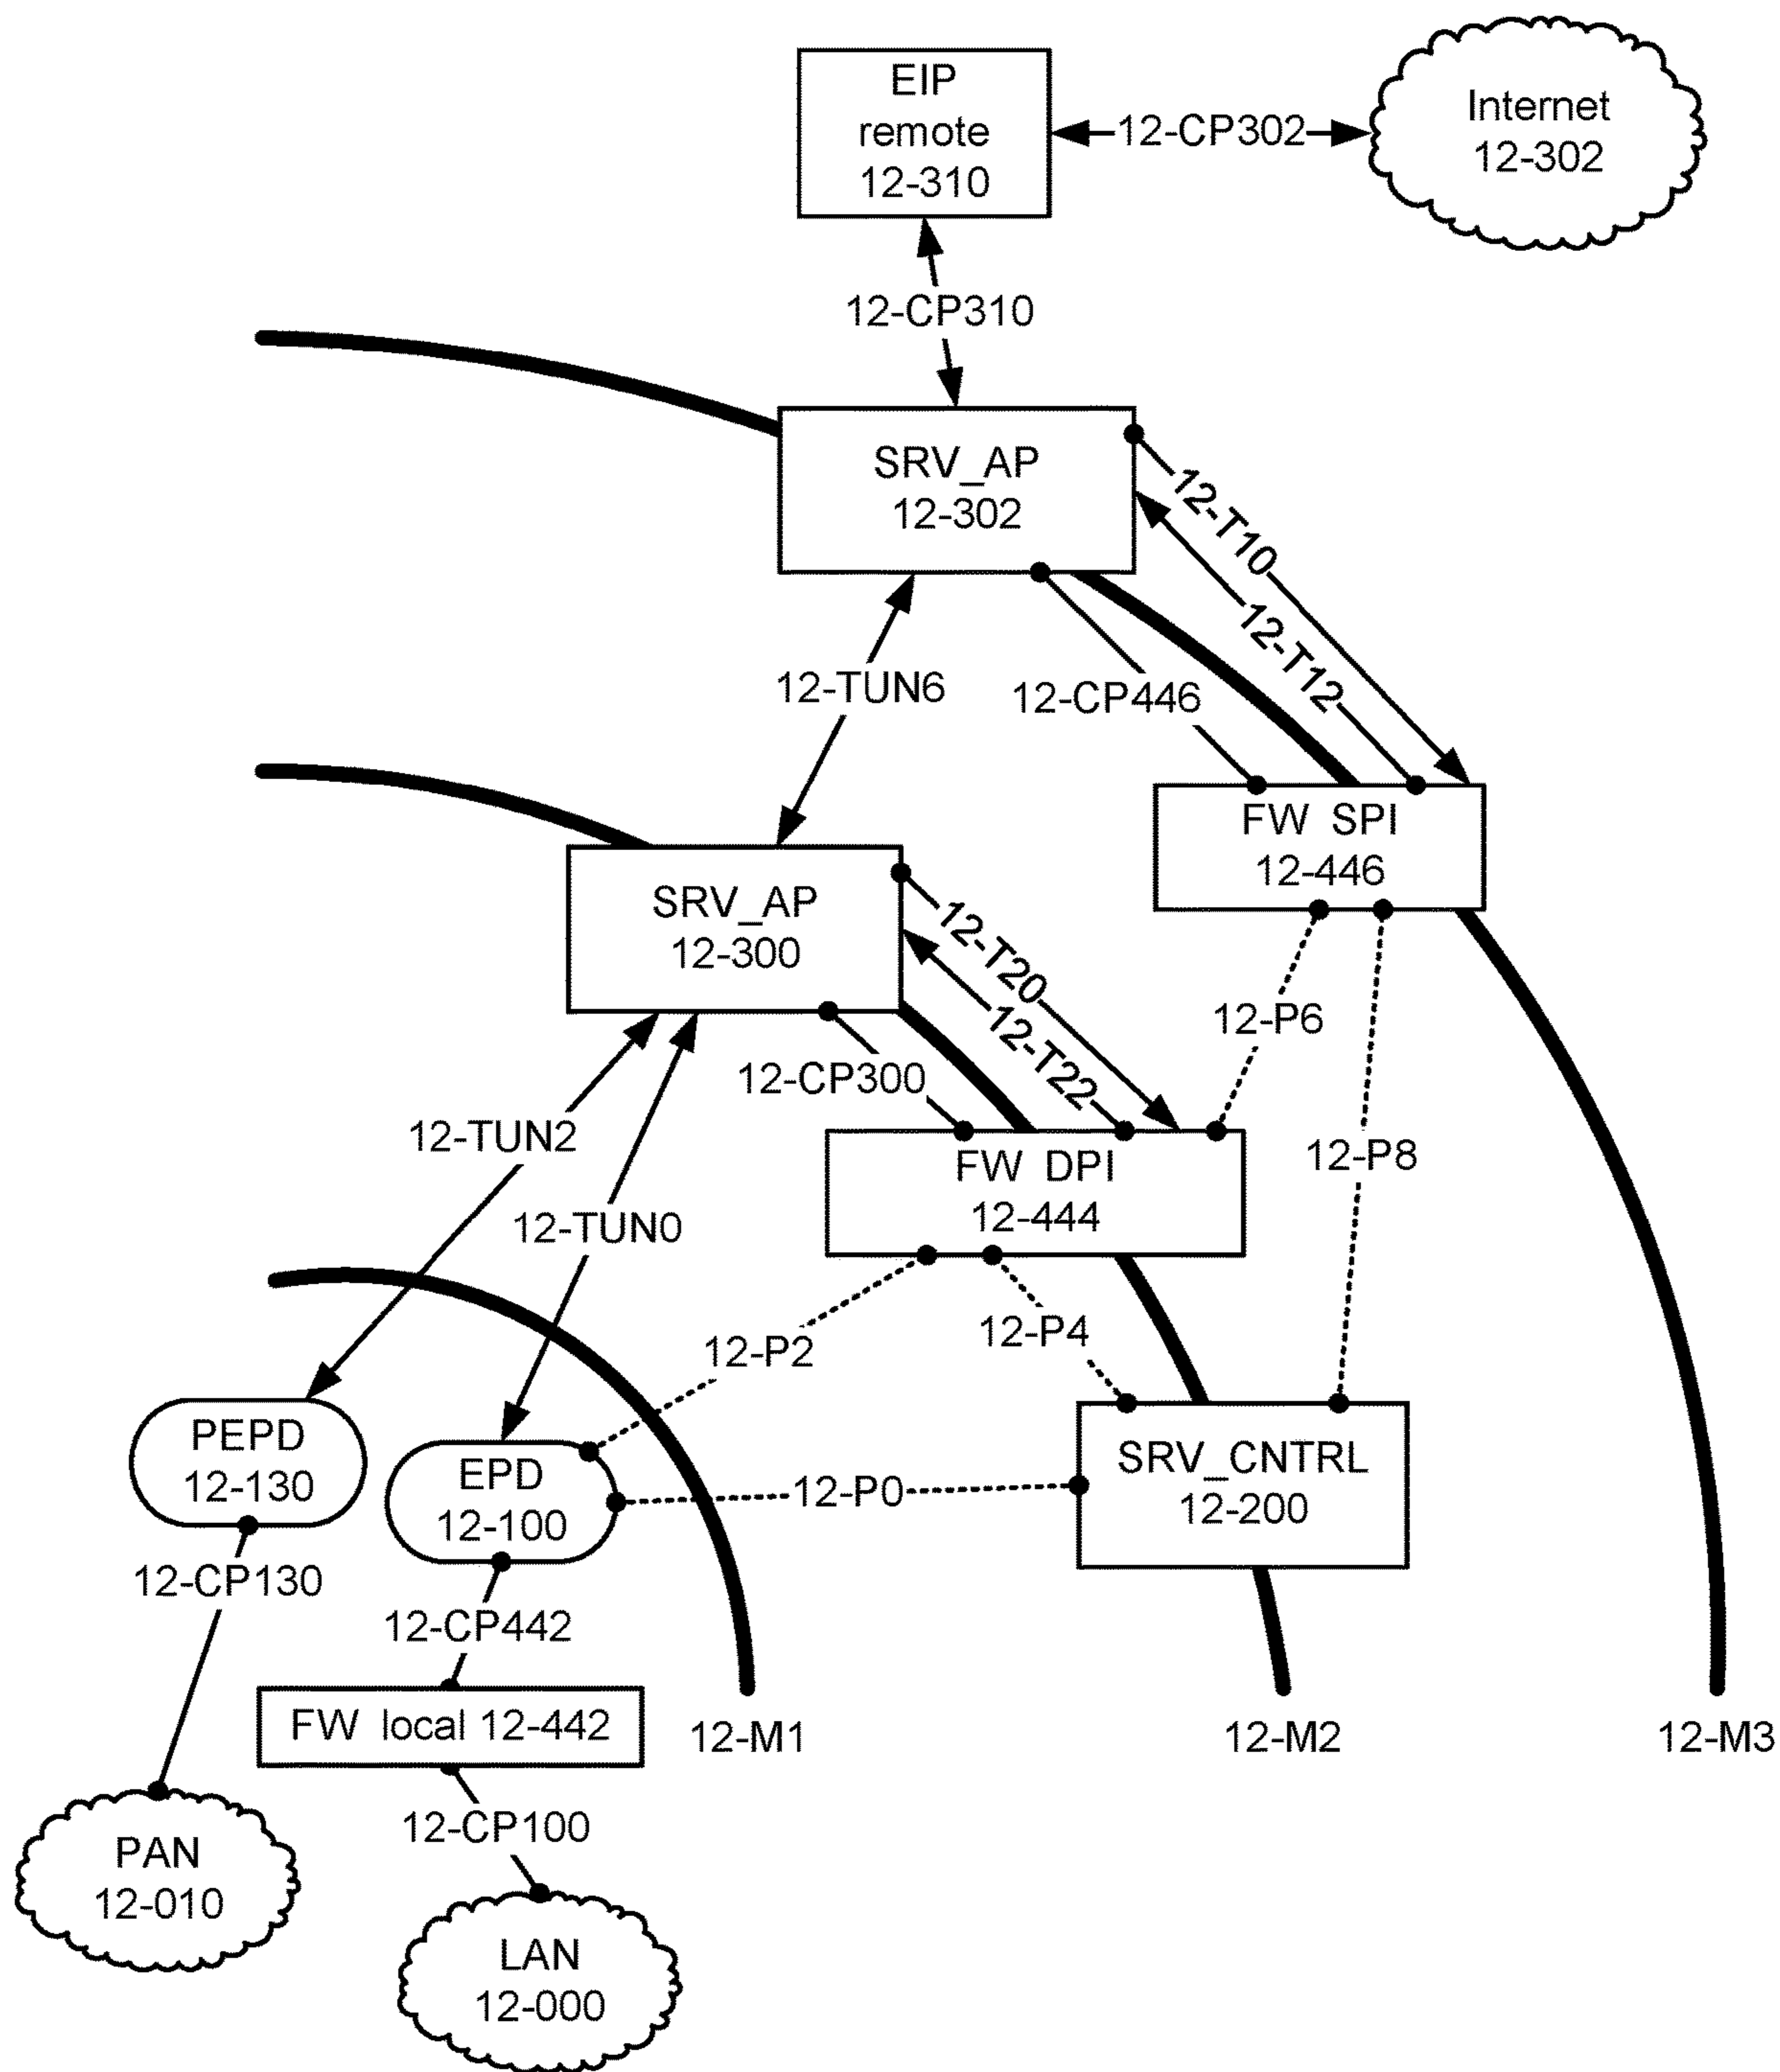 EIP
remote
12-310
12-CP302
Internet
12-302
12-CP310
SRV_AP
12-302
12-T10
12-T12
12-TUN6
12-CP446
FW SPI
12-446
SRV_AP
12-300
12-T20
12-T22
12-P6
12-CP300
12-TUN2
12-P8
FW DPI
12-444
12-TUN0
12-P2
12-P4
PEPD
12-130
EPD
12-100
12-P0
SRV_CNTRL
12-200
12-CP130
12-CP442
FW local 12-442
12-M1
12-M2
12-M3
12-CP100
PAN
12-010
LAN
12-000